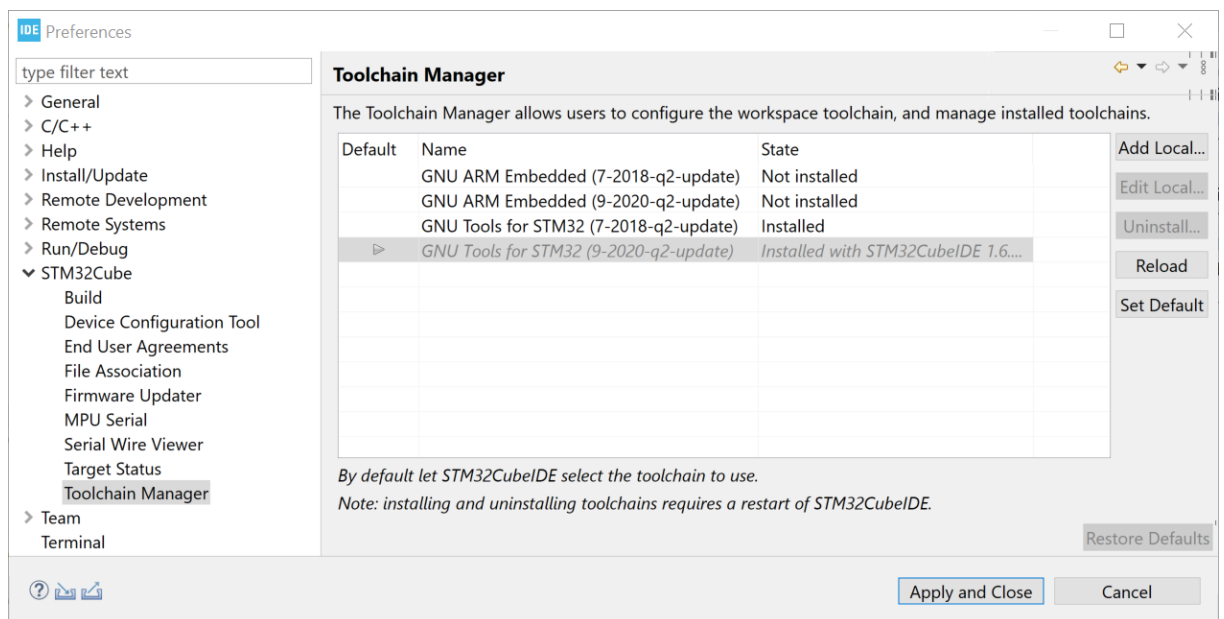 IDE Preferences
type filter text
General
C/C++
Help
Install/Update
Remote Development
Remote Systems
Run/Debug
STM32Cube
Build
Device Configuration Tool
End User Agreements
File Association
Firmware Updater
MPU Serial
Serial Wire Viewer
Target Status
Toolchain Manager
Team
Terminal
Toolchain Manager
The Toolchain Manager allows users to configure the workspace toolchain, and manage installed toolchains.
Default Name State
GNU ARM Embedded (7-2018-q2-update) Not installed
GNU ARM Embedded (9-2020-q2-update) Not installed
GNU Tools for STM32 (7-2018-q2-update) Installed
GNU Tools for STM32 (9-2020-q2-update) Installed with STM32CubeIDE 1.6....
Add Local...
Edit Local...
Uninstall...
Reload
Set Default
By default let STM32CubeIDE select the toolchain to use.
Note: installing and uninstalling toolchains requires a restart of STM32CubeIDE.
Restore Defaults
?
Apply and Close Cancel